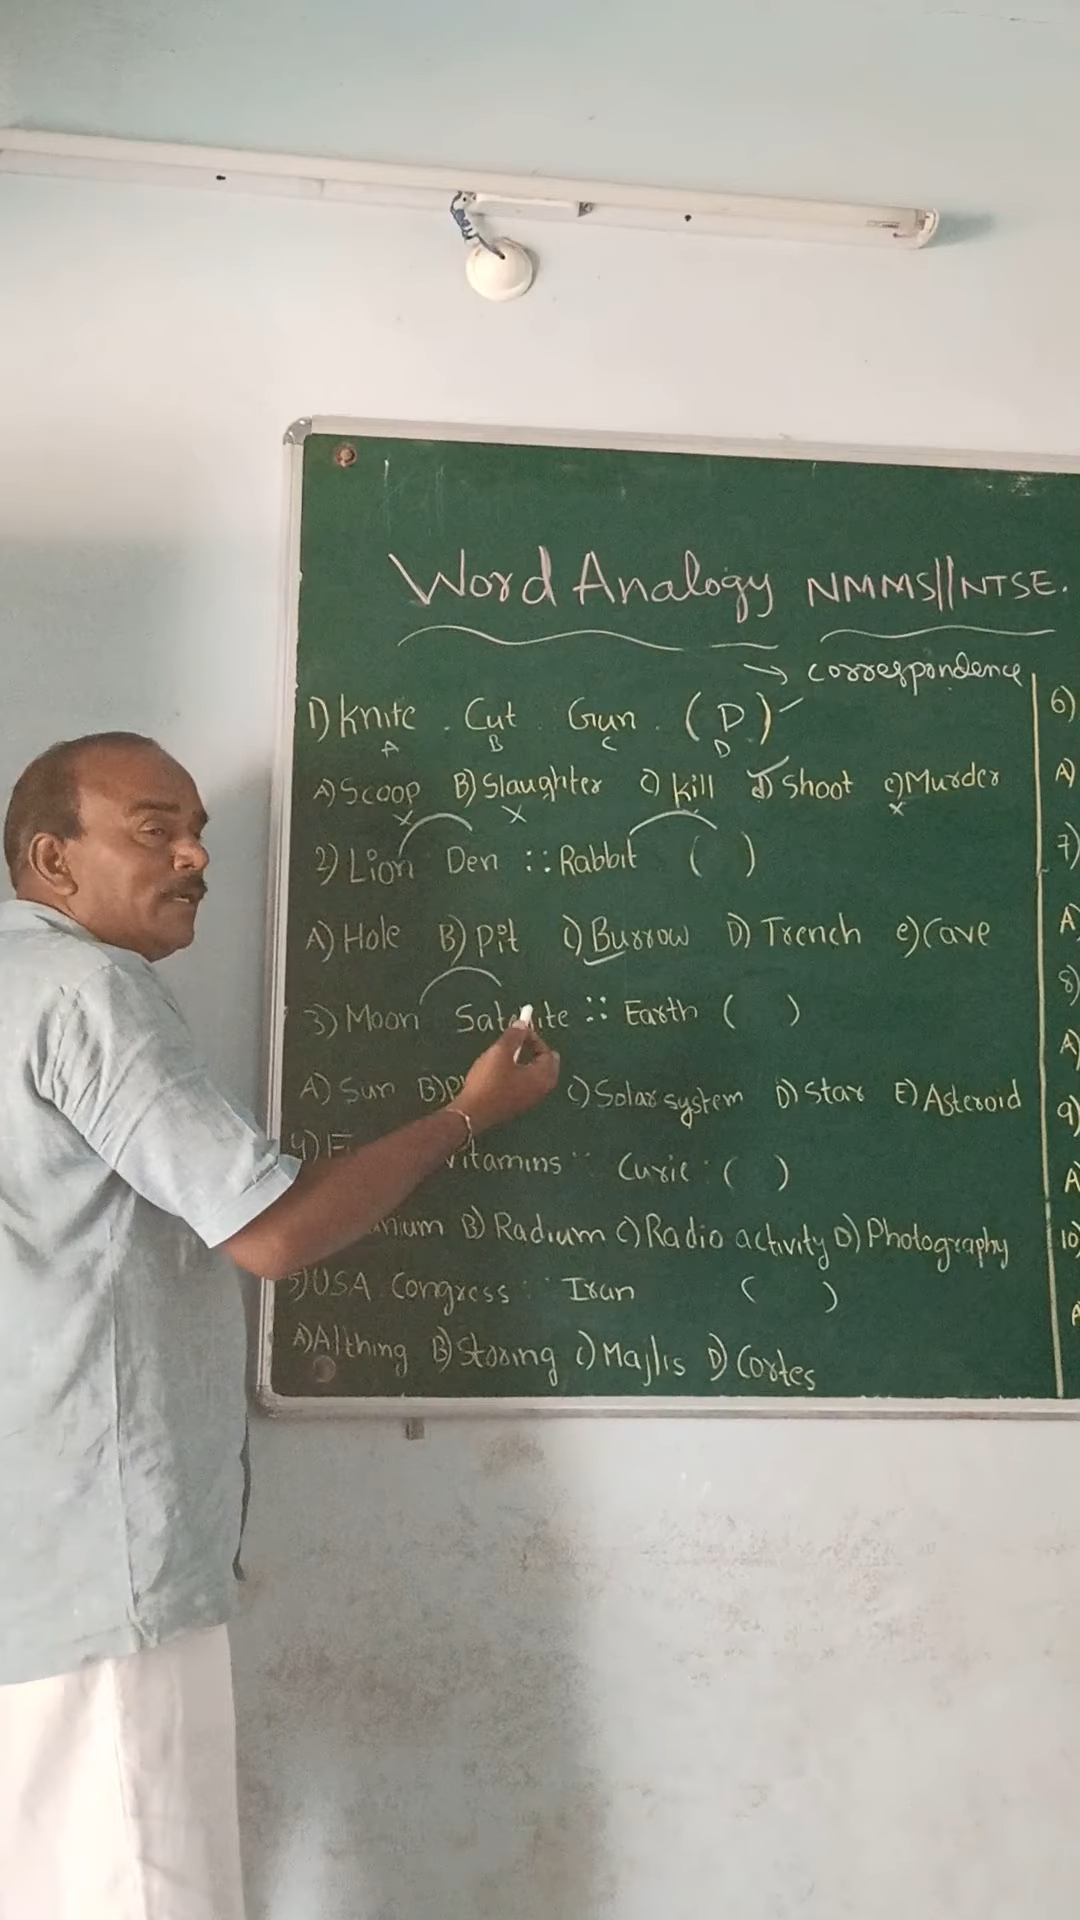 Word Analogy NMMS||NTSE.
→ correspondence
1) Knife . Cut . Gun . ( D )
A B C D
A) Scoop B) Slaughter C) kill D) Shoot e) Murder
x x x
2) Lion Den :: Rabbit ( )
A) Hole B) Pit C) Burrow D) Trench e) Cave
3) Moon Satellite :: Earth ( )
A) Sun B) C) Solar system D) Star E) Asteroid
4) vitamins :: Curie : ( )
B) Radium C) Radio activity D) Photography
5) USA Congress :: Iran ( )
A) Althing B) Storing C) Majlis D) Cortes
6)
A)
7)
A)
8)
A)
9)
A)
10)
A